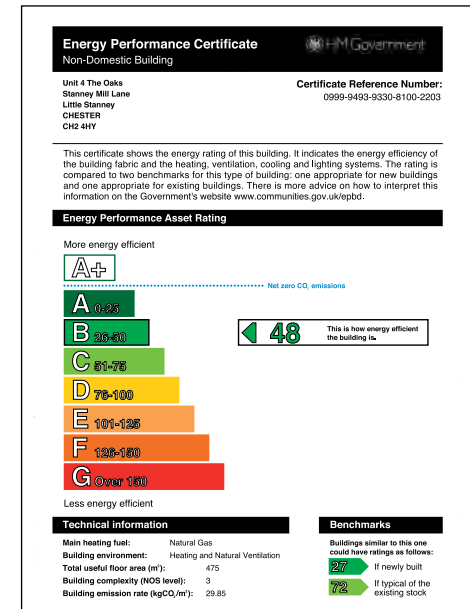 Energy Performance Certificate
HM Government
Non-Domestic Building
Unit 4 The Oaks
Stanney Mill Lane
Little Stanney
CHESTER
CH2 4HY
Certificate Reference Number:
0999-9493-9330-8100-2203
This certificate shows the energy rating of this building. It indicates the energy efficiency of
the building fabric and the heating, ventilation, cooling and lighting systems. The rating is
compared to two benchmarks for this type of building: one appropriate for new buildings
and one appropriate for existing buildings. There is more advice on how to interpret this
information on the Government's website www.communities.gov.uk/epbd.
Energy Performance Asset Rating
More energy efficient
A+
Net zero CO₂ emissions
A 0-25
B 26-50
48
This is how energy efficient
the building is.
C 51-75
D 76-100
E 101-125
F 126-150
G Over 150
Less energy efficient
Technical information
Main heating fuel: Natural Gas
Building environment: Heating and Natural Ventilation
Total useful floor area (m²): 475
Building complexity (NOS level): 3
Building emission rate (kgCO₂/m²): 29.85
Benchmarks
Buildings similar to this one
could have ratings as follows:
27 If newly built
72 If typical of the
existing stock